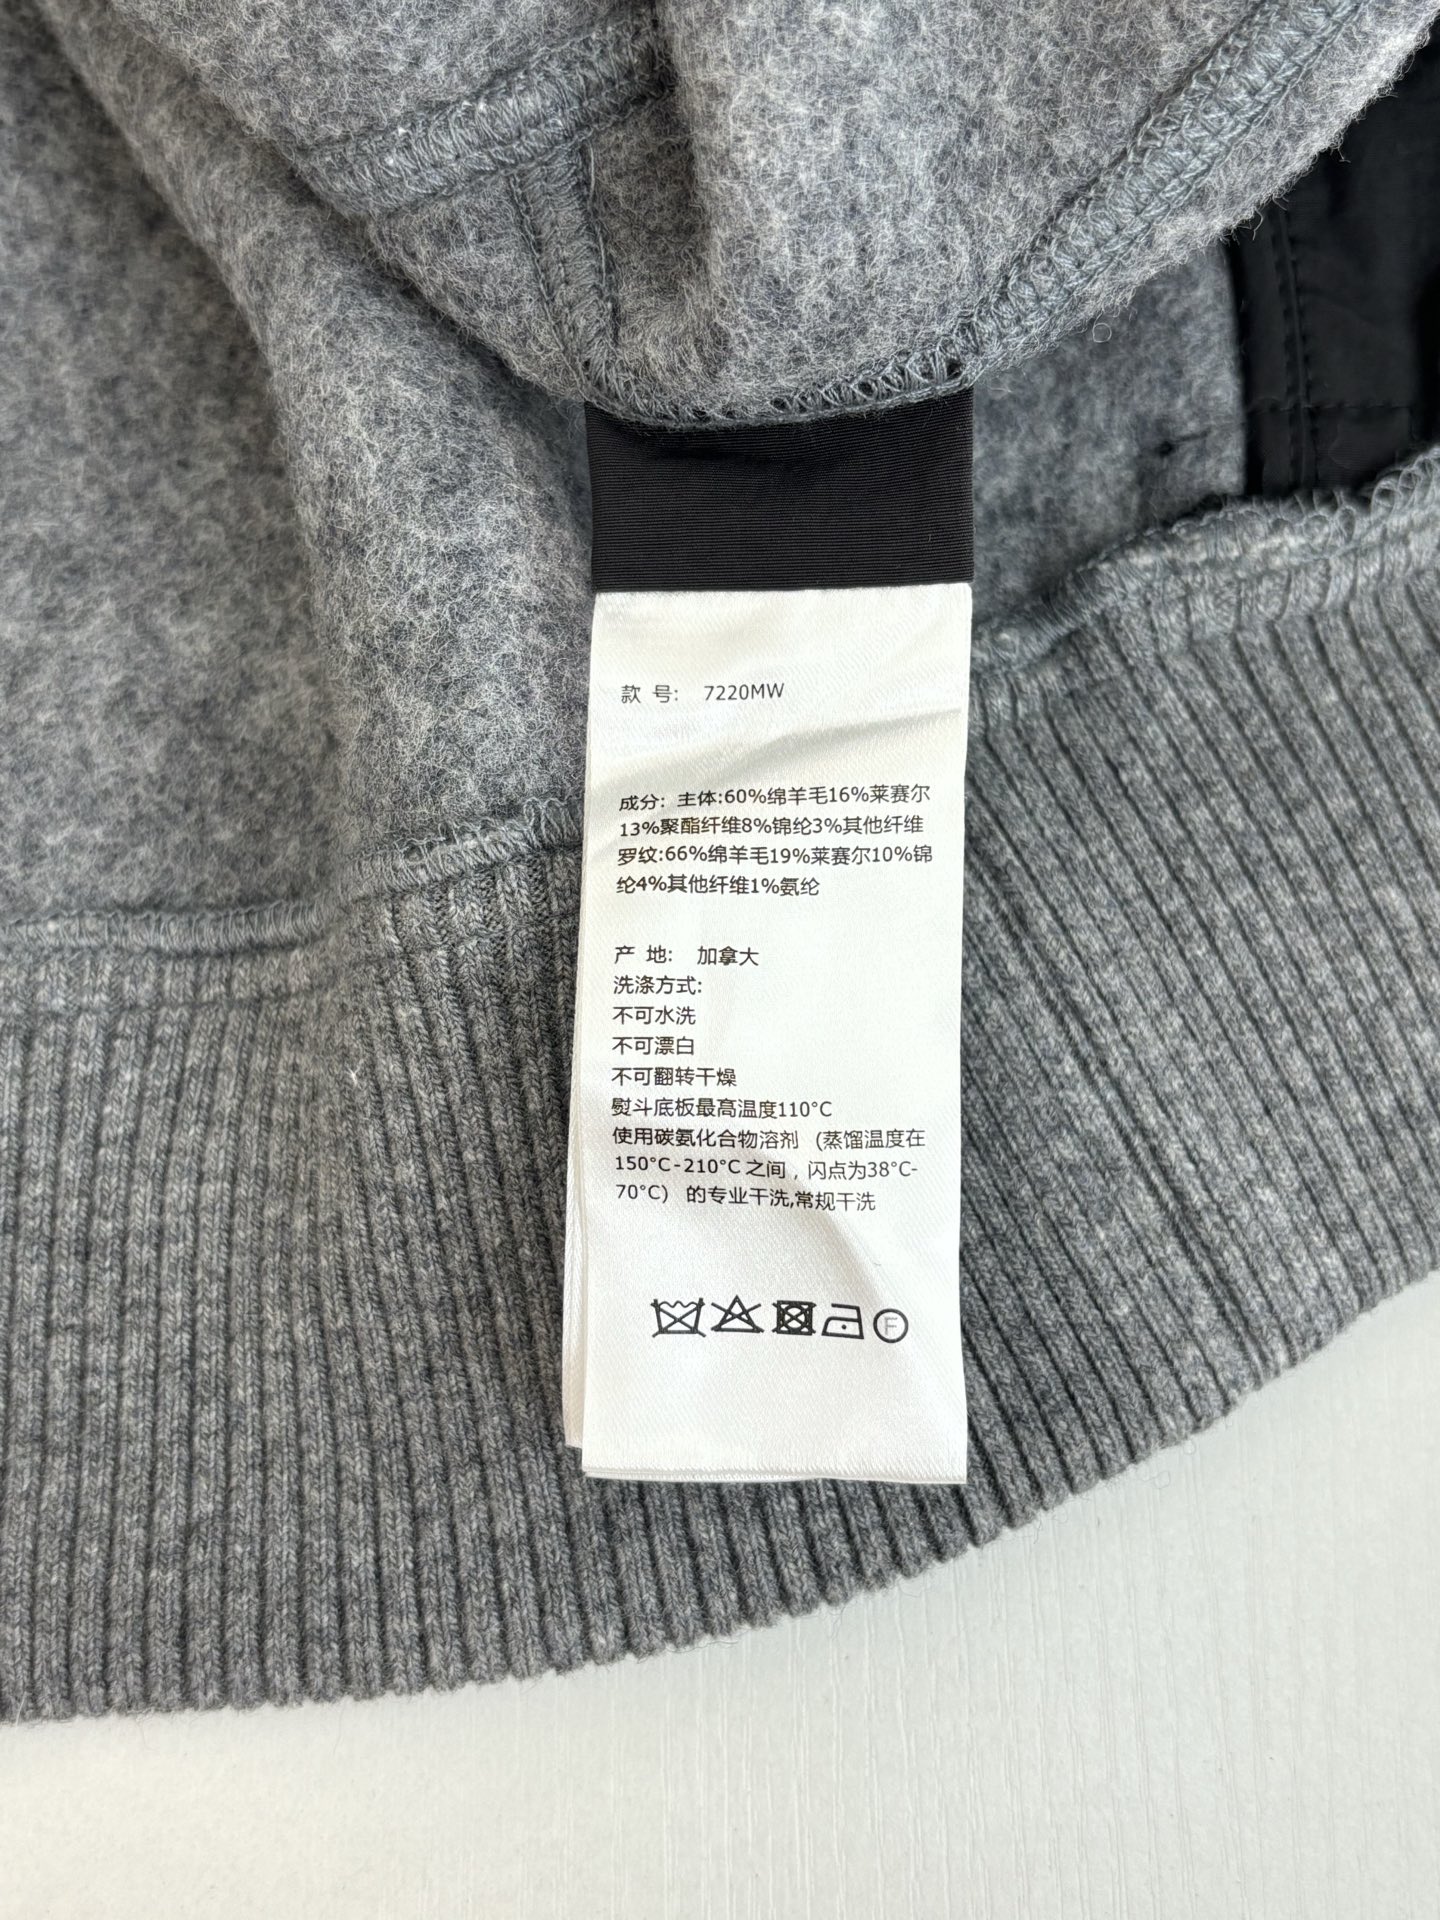 款 号: 7220MW
成分: 主体:60%绵羊毛16%莱赛尔
13%聚酯纤维8%锦纶3%其他纤维
罗纹:66%绵羊毛19%莱赛尔10%锦
纶4%其他纤维1%氨纶
产 地: 加拿大
洗涤方式:
不可水洗
不可漂白
不可翻转干燥
熨斗底板最高温度110°C
使用碳氨化合物溶剂 (蒸馏温度在
150°C-210°C之间，闪点为38°C-
70°C) 的专业干洗,常规干洗
F